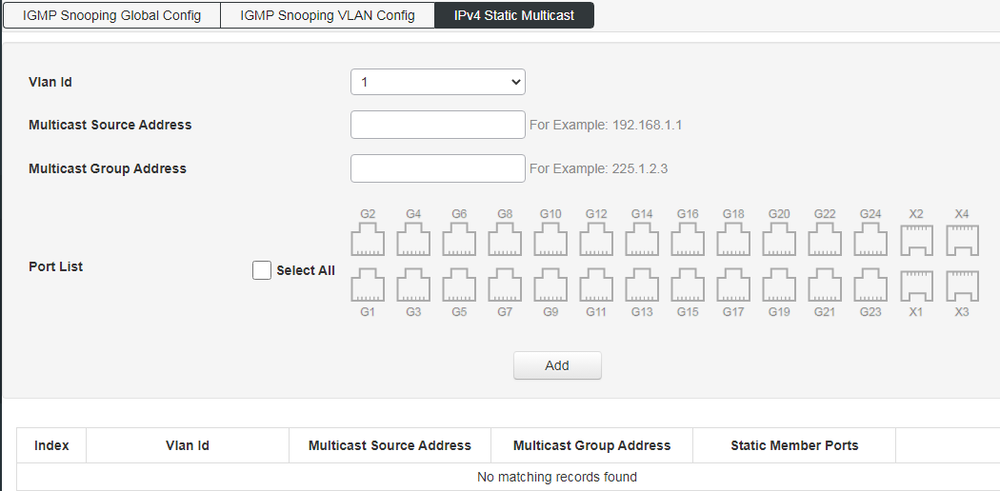 IGMP Snooping Global Config IGMP Snooping VLAN Config IPv4 Static Multicast
Vlan Id 1
Multicast Source Address For Example: 192.168.1.1
Multicast Group Address For Example: 225.1.2.3
G2 G4 G6 G8 G10 G12 G14 G16 G18 G20 G22 G24 X2 X4
Port List Select All
G1 G3 G5 G7 G9 G11 G13 G15 G17 G19 G21 G23 X1 X3
Add
Index Vlan Id Multicast Source Address Multicast Group Address Static Member Ports
No matching records found